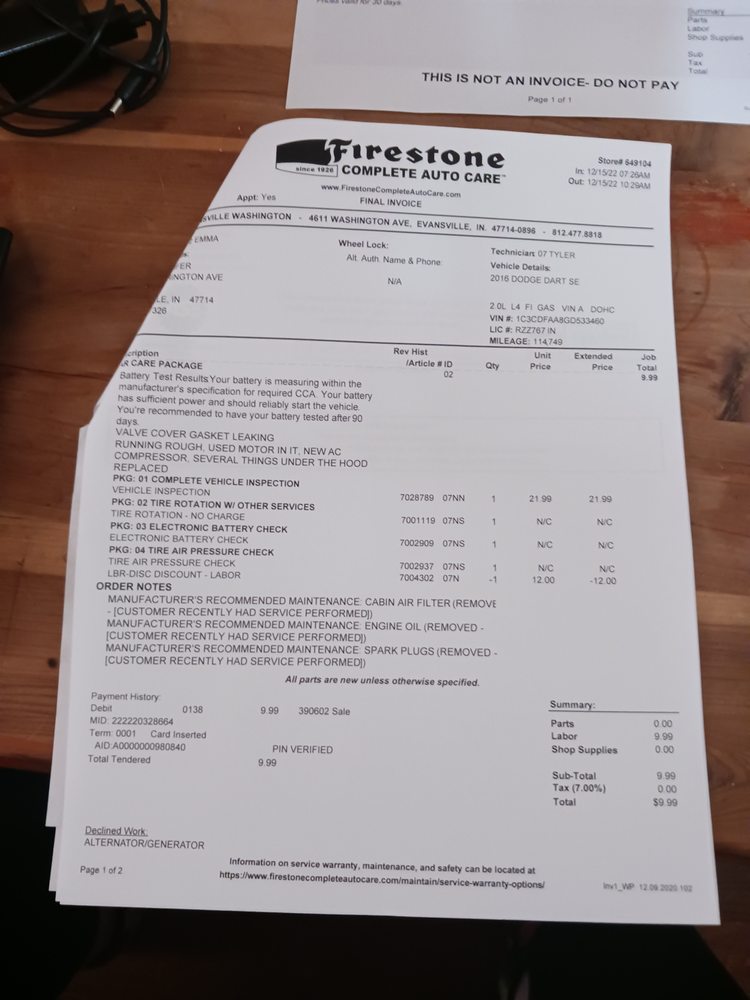 Prices valid for 30 days.
Summary
Parts
Labor
Shop Supplies
Sub
Tax
Total
THIS IS NOT AN INVOICE- DO NOT PAY
Page 1 of 1
Firestone
since 1926 COMPLETE AUTO CARE™
Store# 649104
In: 12/15/22 07:26AM
Out: 12/15/22 10:29AM
www.FirestoneCompleteAutoCare.com
Appt: Yes
FINAL INVOICE
SVILLE WASHINGTON - 4611 WASHINGTON AVE, EVANSVILLE, IN. 47714-0896 - 812.477.8818
EMMA
Wheel Lock:
Technician: 07 TYLER
Alt. Auth. Name & Phone:
Vehicle Details:
FER
N/A
2016 DODGE DART SE
NGTON AVE
LE, IN 47714
326
2.0L L4 FI GAS VIN A DOHC
VIN #: 1C3CDFAA8GD533460
LIC #: RZZ767 IN
MILEAGE: 114,749
cription Rev Hist /Article # ID Qty Unit Price Extended Price Job Total
R CARE PACKAGE 02 9.99
Battery Test Results Your battery is measuring within the
manufacturer's specification for required CCA. Your battery
has sufficient power and should reliably start the vehicle.
You're recommended to have your battery tested after 90
days.
VALVE COVER GASKET LEAKING
RUNNING ROUGH, USED MOTOR IN IT, NEW AC
COMPRESSOR, SEVERAL THINGS UNDER THE HOOD
REPLACED
PKG: 01 COMPLETE VEHICLE INSPECTION
VEHICLE INSPECTION 7028789 07NN 1 21.99 21.99
PKG: 02 TIRE ROTATION W/ OTHER SERVICES
TIRE ROTATION - NO CHARGE 7001119 07NS 1 N/C N/C
PKG: 03 ELECTRONIC BATTERY CHECK
ELECTRONIC BATTERY CHECK 7002909 07NS 1 N/C N/C
PKG: 04 TIRE AIR PRESSURE CHECK
TIRE AIR PRESSURE CHECK 7002937 07NS 1 N/C N/C
LBR-DISC DISCOUNT - LABOR 7004302 07N -1 12.00 -12.00
ORDER NOTES
MANUFACTURER'S RECOMMENDED MAINTENANCE: CABIN AIR FILTER (REMOVE
- [CUSTOMER RECENTLY HAD SERVICE PERFORMED])
MANUFACTURER'S RECOMMENDED MAINTENANCE: ENGINE OIL (REMOVED -
[CUSTOMER RECENTLY HAD SERVICE PERFORMED])
MANUFACTURER'S RECOMMENDED MAINTENANCE: SPARK PLUGS (REMOVED -
[CUSTOMER RECENTLY HAD SERVICE PERFORMED])
All parts are new unless otherwise specified.
Payment History:
Debit 0138 9.99 390602 Sale
MID: 222220328664
Term: 0001 Card Inserted
AID:A0000000980840 PIN VERIFIED
Total Tendered 9.99
Summary:
Parts 0.00
Labor 9.99
Shop Supplies 0.00
Sub-Total 9.99
Tax (7.00%) 0.00
Total $9.99
Declined Work:
ALTERNATOR/GENERATOR
Page 1 of 2
Information on service warranty, maintenance, and safety can be located at
https://www.firestonecompleteautocare.com/maintain/service-warranty-options/
Inv1_WP 12.09.2020.102